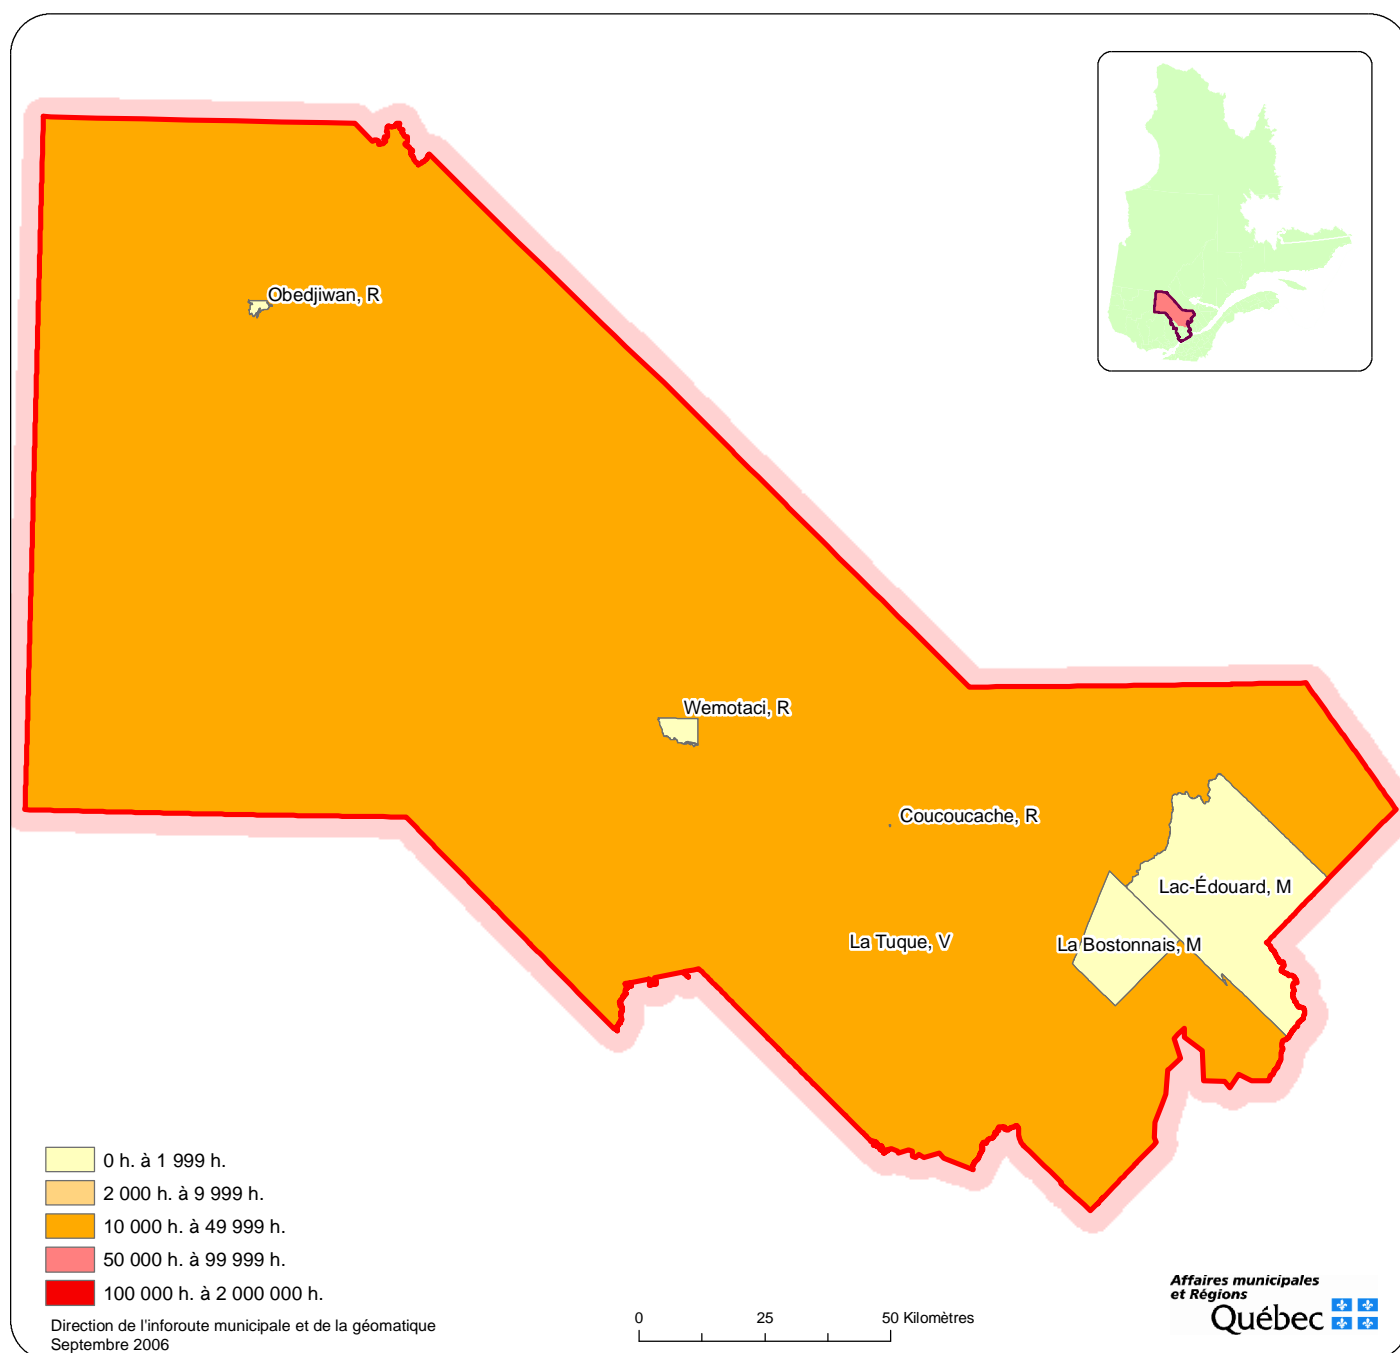 Obedjiwan, R
Wemotaci, R
Coucoucache, R
Lac-Édouard, M
La Tuque, V
La Bostonnais, M
0 h. à 1 999 h.
2 000 h. à 9 999 h.
10 000 h. à 49 999 h.
50 000 h. à 99 999 h.
100 000 h. à 2 000 000 h.
Direction de l'inforoute municipale et de la géomatique
Septembre 2006
0 25 50 Kilomètres
Affaires municipales
et Régions
Québec